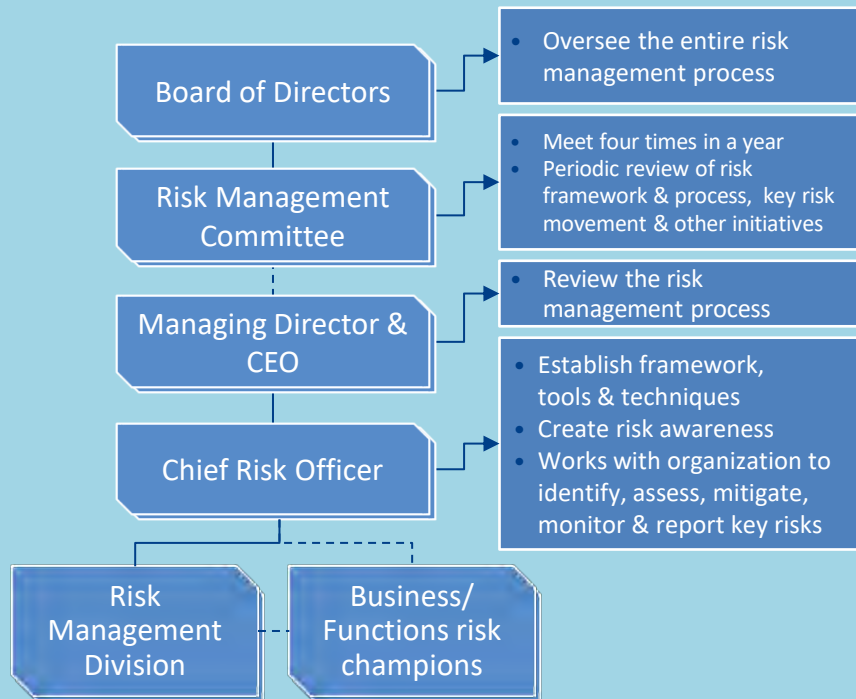 Board of Directors
• Oversee the entire risk
management process
Risk Management
Committee
• Meet four times in a year
• Periodic review of risk
framework & process, key risk
movement & other initiatives
Managing Director &
CEO
• Review the risk
management process
Chief Risk Officer
• Establish framework,
tools & techniques
• Create risk awareness
• Works with organization to
identify, assess, mitigate,
monitor & report key risks
Risk
Management
Division
Business/
Functions risk
champions